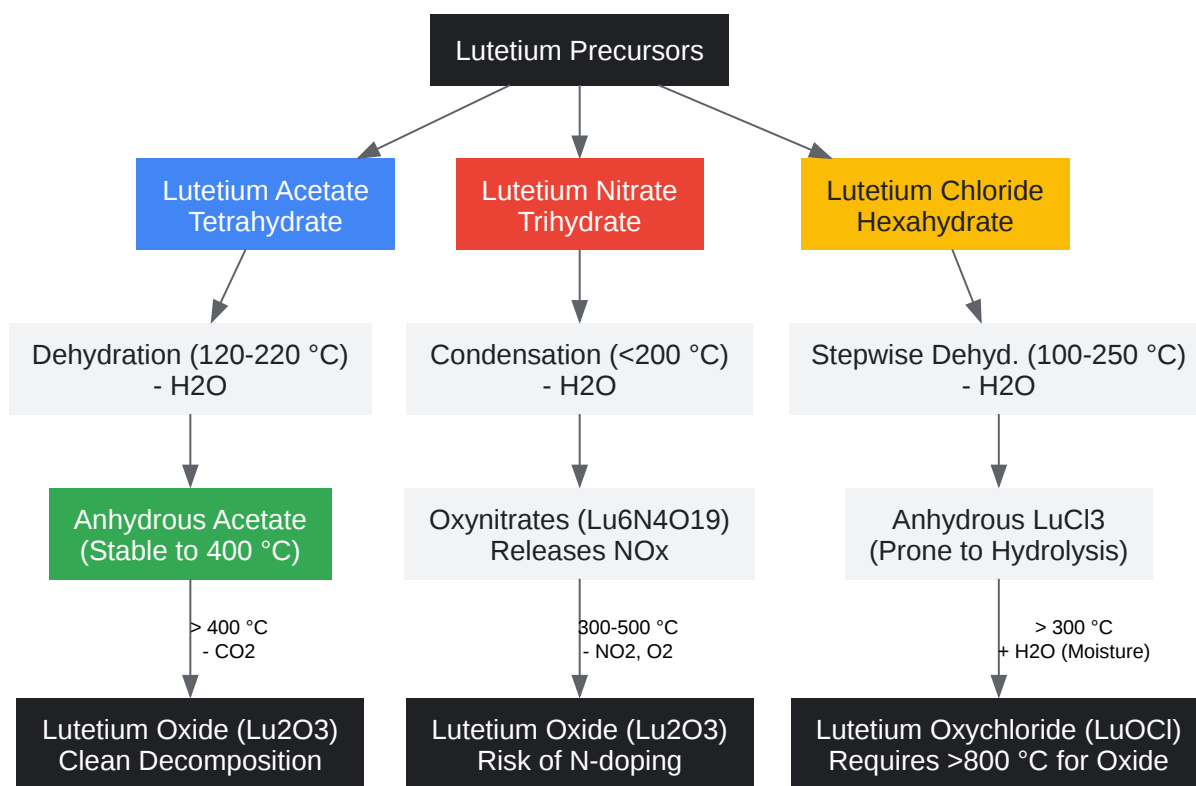 Lutetium Precursors
Lutetium Acetate
Tetrahydrate
Lutetium Nitrate
Trihydrate
Lutetium Chloride
Hexahydrate
Dehydration (120-220 °C)
- H2O
Condensation (<200 °C)
- H2O
Stepwise Dehyd. (100-250 °C)
- H2O
Anhydrous Acetate
(Stable to 400 °C)
Oxynitrates (Lu6N4O19)
Releases NOx
Anhydrous LuCl3
(Prone to Hydrolysis)
> 400 °C
- CO2
300-500 °C
- NO2, O2
> 300 °C
+ H2O (Moisture)
Lutetium Oxide (Lu2O3)
Clean Decomposition
Lutetium Oxide (Lu2O3)
Risk of N-doping
Lutetium Oxychloride (LuOCl)
Requires >800 °C for Oxide